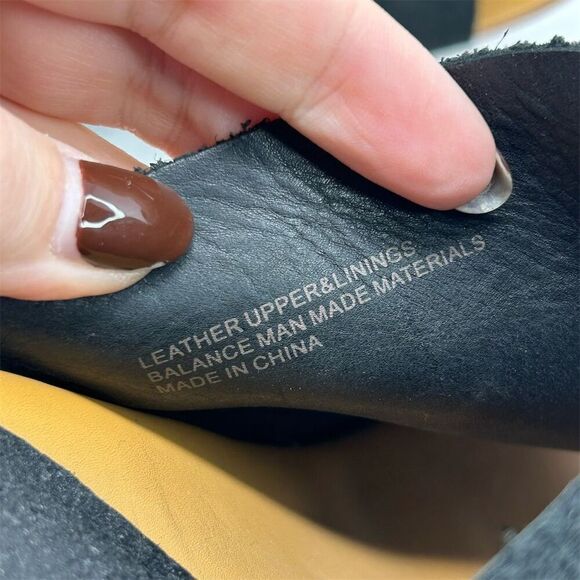 LEATHER UPPER&LININGS
BALANCE MAN MADE MATERIALS
MADE IN CHINA